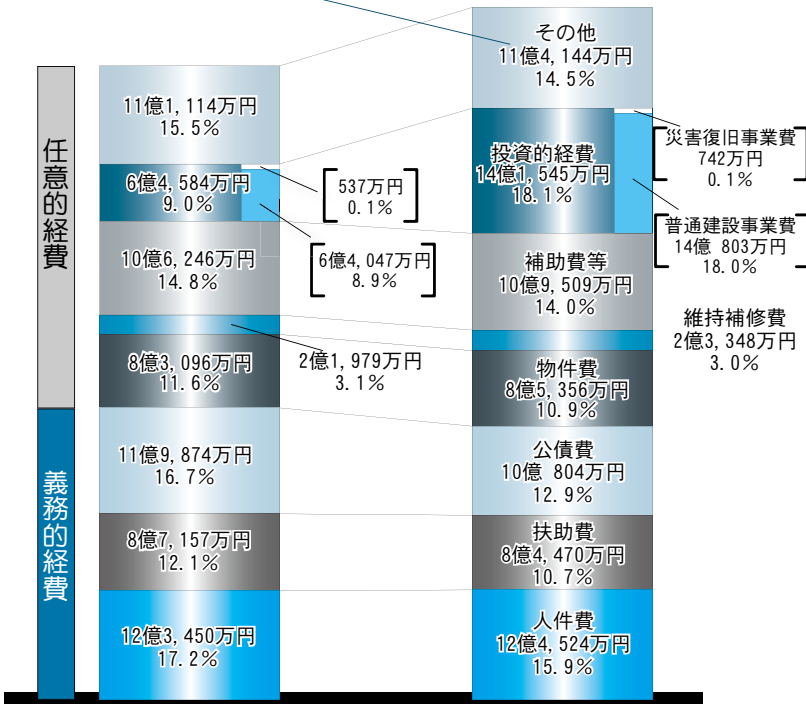 任意的経費
義務的経費
11億1,114万円
15.5％
6億4,584万円
9.0％
537万円
0.1％
6億4,047万円
8.9％
10億6,246万円
14.8％
2億1,979万円
3.1％
8億3,096万円
11.6％
11億9,874万円
16.7％
8億7,157万円
12.1％
12億3,450万円
17.2％
その他
11億4,144万円
14.5％
投資的経費
14億1,545万円
18.1％
災害復旧事業費
742万円
0.1％
普通建設事業費
14億 803万円
18.0％
補助費等
10億9,509万円
14.0％
維持補修費
2億3,348万円
3.0％
物件費
8億5,356万円
10.9％
公債費
10億 804万円
12.9％
扶助費
8億4,470万円
10.7％
人件費
12億4,524万円
15.9％